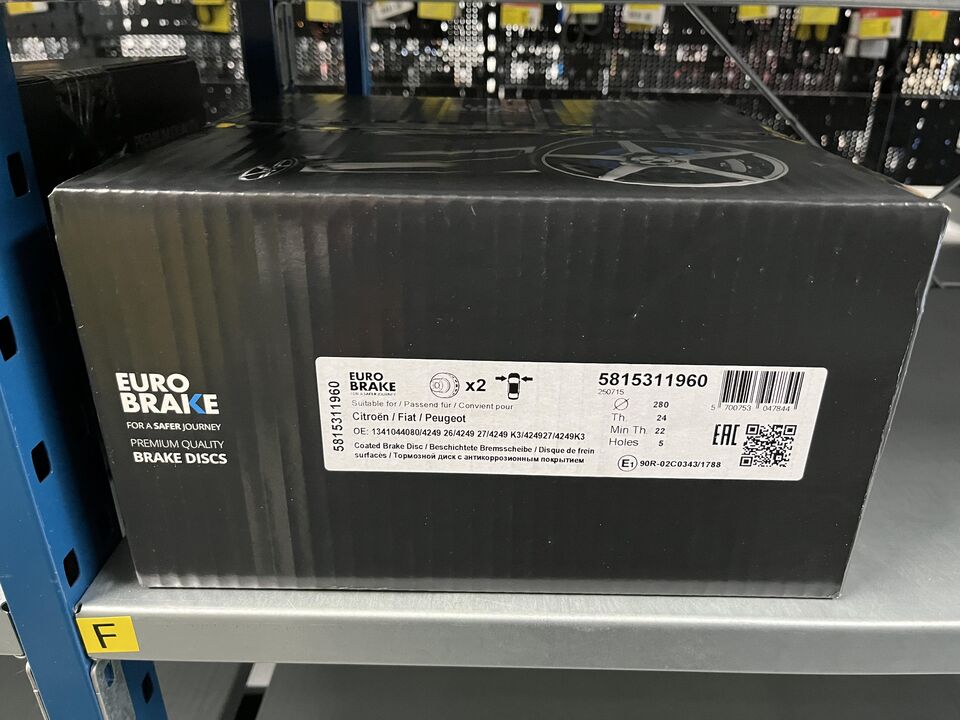 EURO
BRAKE
FOR A SAFER JOURNEY
PREMIUM QUALITY
BRAKE DISCS
5815311960
EURO
BRAKE
FOR A SAFER JOURNEY
x2
Suitable for / Passend für / Convient pour
Citroën / Fiat / Peugeot
OE: 1341044080/4249 26/4249 27/4249 K3/424927/4249K3
Coated Brake Disc / Beschichtete Bremsscheibe / Disque de frein
surfaces / Тормозной диск с антикоррозионным покрытием
5815311960
250715
Ø 280
Th. 24
Min Th. 22
Holes 5
E1 90R-02C0343/1788
5 700753 047844
EAC
F